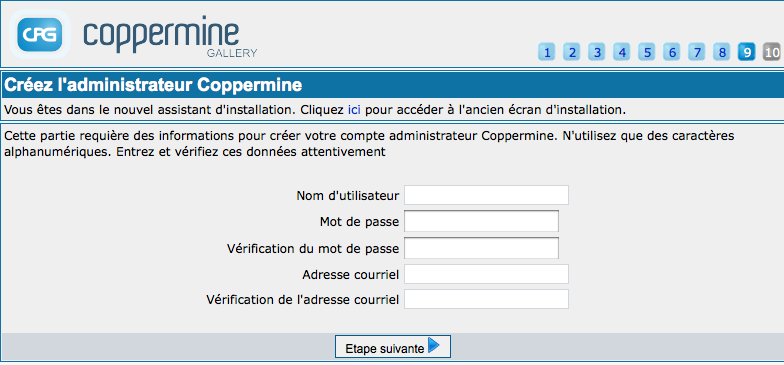 CPG coppermine
GALLERY
1 2 3 4 5 6 7 8 9 10
Créez l'administrateur Coppermine
Vous êtes dans le nouvel assistant d'installation. Cliquez ici pour accéder à l'ancien écran d'installation.
Cette partie requière des informations pour créer votre compte administrateur Coppermine. N'utilisez que des caractères
alphanumériques. Entrez et vérifiez ces données attentivement
Nom d'utilisateur
Mot de passe
Vérification du mot de passe
Adresse courriel
Vérification de l'adresse courriel
Etape suivante